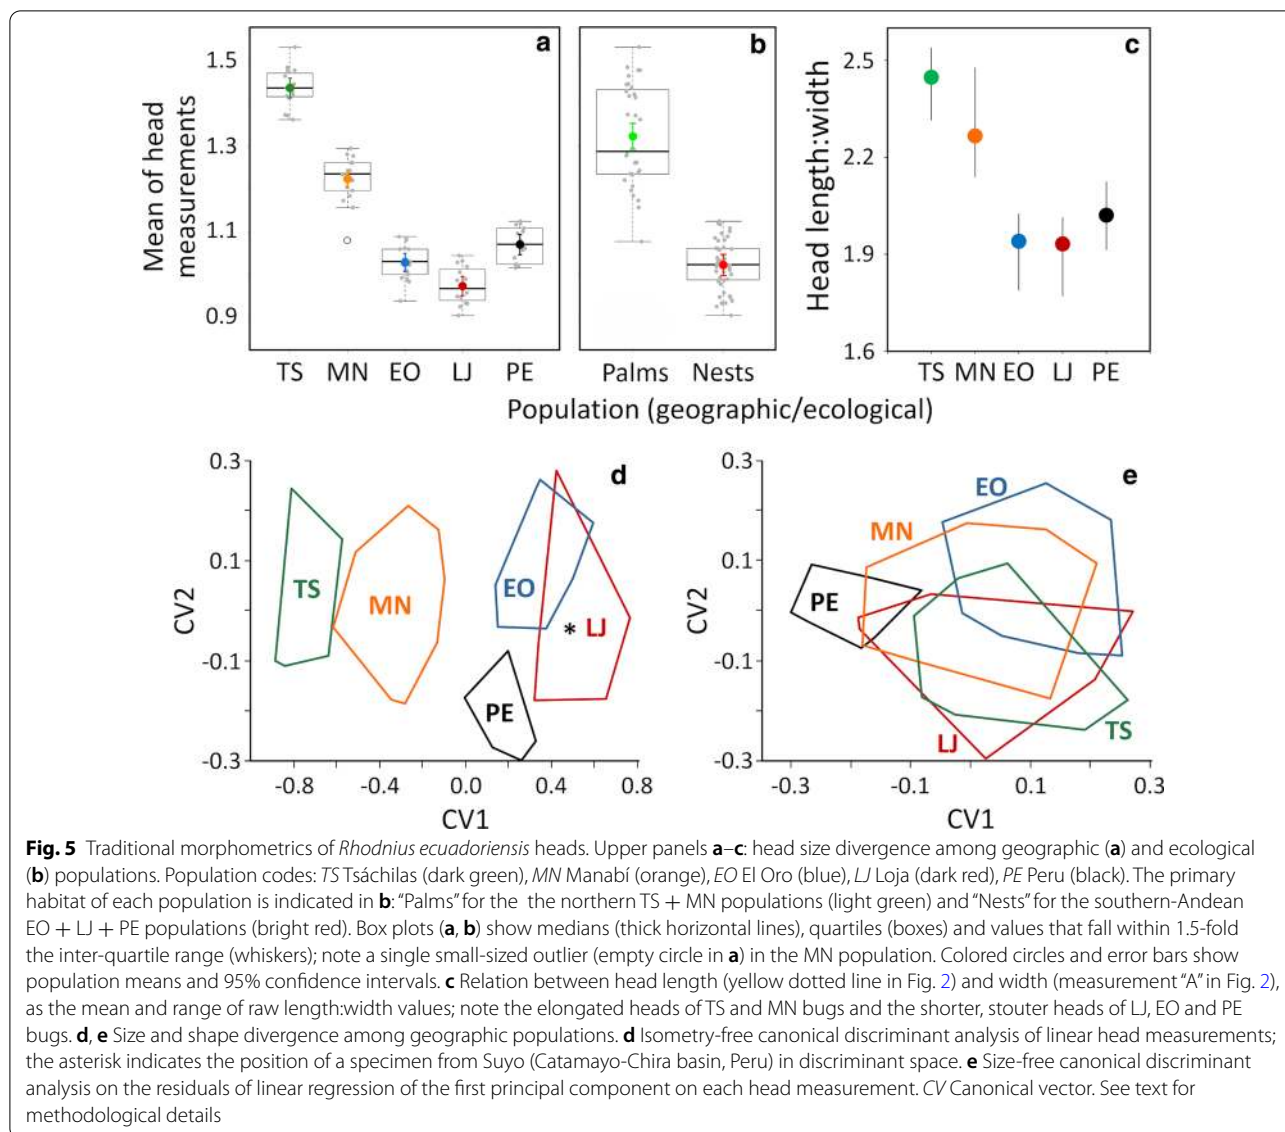 a
b
c
1.5
1.3
1.1
0.9
Mean of head
measurements
TS MN EO LJ PE
Palms Nests
2.5
2.2
1.9
1.6
Head length:width
TS MN EO LJ PE
Population (geographic/ecological)
d
0.3
0.1
-0.1
-0.3
CV2
TS
MN
EO
* LJ
PE
-0.8 -0.4 0.0 0.4 0.8
CV1
e
0.3
0.1
-0.1
-0.3
CV2
EO
MN
PE
LJ
TS
-0.3 -0.1 0.1 0.3
CV1
Fig. 5 Traditional morphometrics of Rhodnius ecuadoriensis heads. Upper panels a–c: head size divergence among geographic (a) and ecological
(b) populations. Population codes: TS Tsáchilas (dark green), MN Manabí (orange), EO El Oro (blue), LJ Loja (dark red), PE Peru (black). The primary
habitat of each population is indicated in b: “Palms” for the the northern TS + MN populations (light green) and “Nests” for the southern-Andean
EO + LJ + PE populations (bright red). Box plots (a, b) show medians (thick horizontal lines), quartiles (boxes) and values that fall within 1.5-fold
the inter-quartile range (whiskers); note a single small-sized outlier (empty circle in a) in the MN population. Colored circles and error bars show
population means and 95% confidence intervals. c Relation between head length (yellow dotted line in Fig. 2) and width (measurement “A” in Fig. 2),
as the mean and range of raw length:width values; note the elongated heads of TS and MN bugs and the shorter, stouter heads of LJ, EO and PE
bugs. d, e Size and shape divergence among geographic populations. d Isometry-free canonical discriminant analysis of linear head measurements;
the asterisk indicates the position of a specimen from Suyo (Catamayo-Chira basin, Peru) in discriminant space. e Size-free canonical discriminant
analysis on the residuals of linear regression of the first principal component on each head measurement. CV Canonical vector. See text for
methodological details